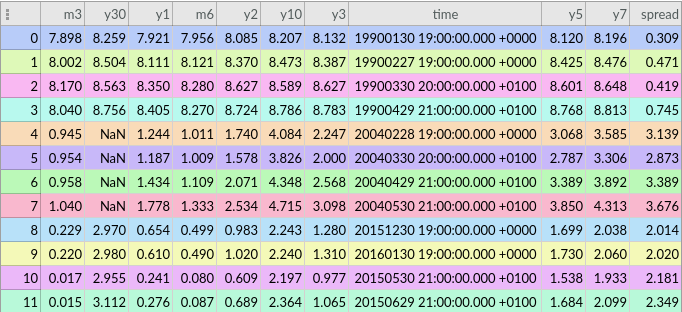 m3 y30 y1 m6 y2 y10 y3 time y5 y7 spread
0 7.898 8.259 7.921 7.956 8.085 8.207 8.132 19900130 19:00:00.000 +0000 8.120 8.196 0.309
1 8.002 8.504 8.111 8.121 8.370 8.473 8.387 19900227 19:00:00.000 +0000 8.425 8.476 0.471
2 8.170 8.563 8.350 8.280 8.627 8.589 8.627 19900330 20:00:00.000 +0100 8.601 8.648 0.419
3 8.040 8.756 8.405 8.270 8.724 8.786 8.783 19900429 21:00:00.000 +0100 8.768 8.813 0.745
4 0.945 NaN 1.244 1.011 1.740 4.084 2.247 20040228 19:00:00.000 +0000 3.068 3.585 3.139
5 0.954 NaN 1.187 1.009 1.578 3.826 2.000 20040330 20:00:00.000 +0100 2.787 3.306 2.873
6 0.958 NaN 1.434 1.109 2.071 4.348 2.568 20040429 21:00:00.000 +0100 3.389 3.892 3.389
7 1.040 NaN 1.778 1.333 2.534 4.715 3.098 20040530 21:00:00.000 +0100 3.850 4.313 3.676
8 0.229 2.970 0.654 0.499 0.983 2.243 1.280 20151230 19:00:00.000 +0000 1.699 2.038 2.014
9 0.220 2.980 0.610 0.490 1.020 2.240 1.310 20160130 19:00:00.000 +0000 1.730 2.060 2.020
10 0.017 2.955 0.241 0.080 0.609 2.197 0.977 20150530 21:00:00.000 +0100 1.538 1.933 2.181
11 0.015 3.112 0.276 0.087 0.689 2.364 1.065 20150629 21:00:00.000 +0100 1.684 2.099 2.349